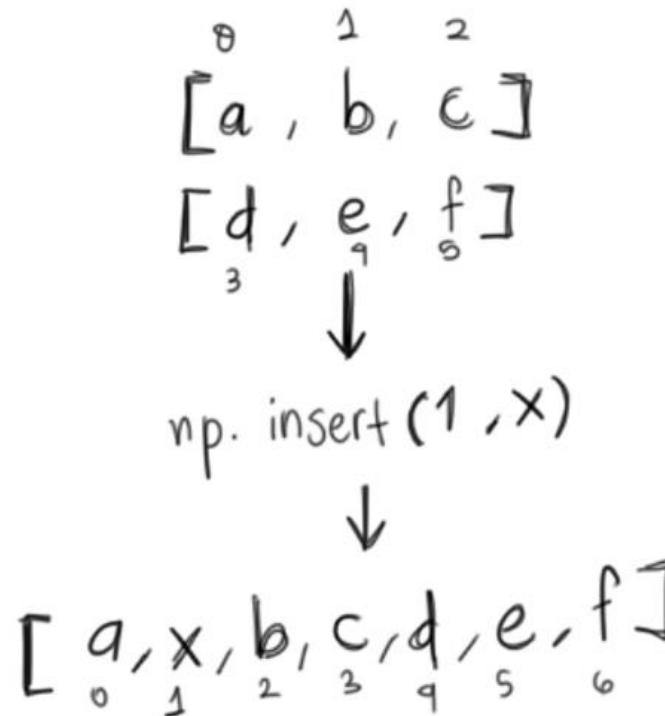 0 1 2
[a, b, c]
[d, e, f]
3 4 5
np. insert (1, x)
[a, x, b, c, d, e, f]
0 1 2 3 4 5 6